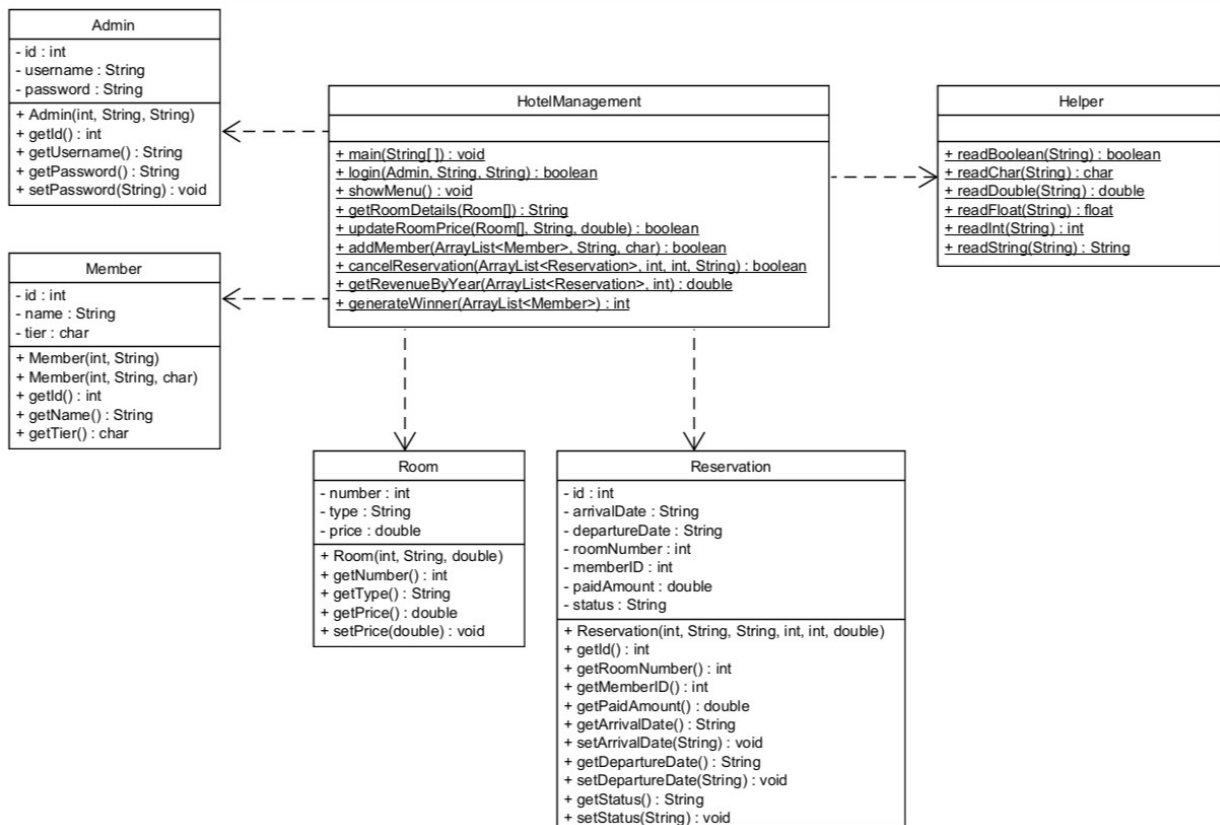 Admin
- id : int
- username : String
- password : String
+ Admin(int, String, String)
+ getId() : int
+ getUsername() : String
+ getPassword() : String
+ setPassword(String) : void
HotelManagement
+ main(String[ ]) : void
+ login(Admin, String, String) : boolean
+ showMenu() : void
+ getRoomDetails(Room[]) : String
+ updateRoomPrice(Room[], String, double) : boolean
+ addMember(ArrayList<Member>, String, char) : boolean
+ cancelReservation(ArrayList<Reservation>, int, int, String) : boolean
+ getRevenueByYear(ArrayList<Reservation>, int) : double
+ generateWinner(ArrayList<Member>) : int
Helper
+ readBoolean(String) : boolean
+ readChar(String) : char
+ readDouble(String) : double
+ readFloat(String) : float
+ readInt(String) : int
+ readString(String) : String
Member
- id : int
- name : String
- tier : char
+ Member(int, String)
+ Member(int, String, char)
+ getId() : int
+ getName() : String
+ getTier() : char
Room
- number : int
- type : String
- price : double
+ Room(int, String, double)
+ getNumber() : int
+ getType() : String
+ getPrice() : double
+ setPrice(double) : void
Reservation
- id : int
- arrivalDate : String
- departureDate : String
- roomNumber : int
- memberID : int
- paidAmount : double
- status : String
+ Reservation(int, String, String, int, int, double)
+ getId() : int
+ getRoomNumber() : int
+ getMemberID() : int
+ getPaidAmount() : double
+ getArrivalDate() : String
+ setArrivalDate(String) : void
+ getDepartureDate() : String
+ setDepartureDate(String) : void
+ getStatus() : String
+ setStatus(String) : void